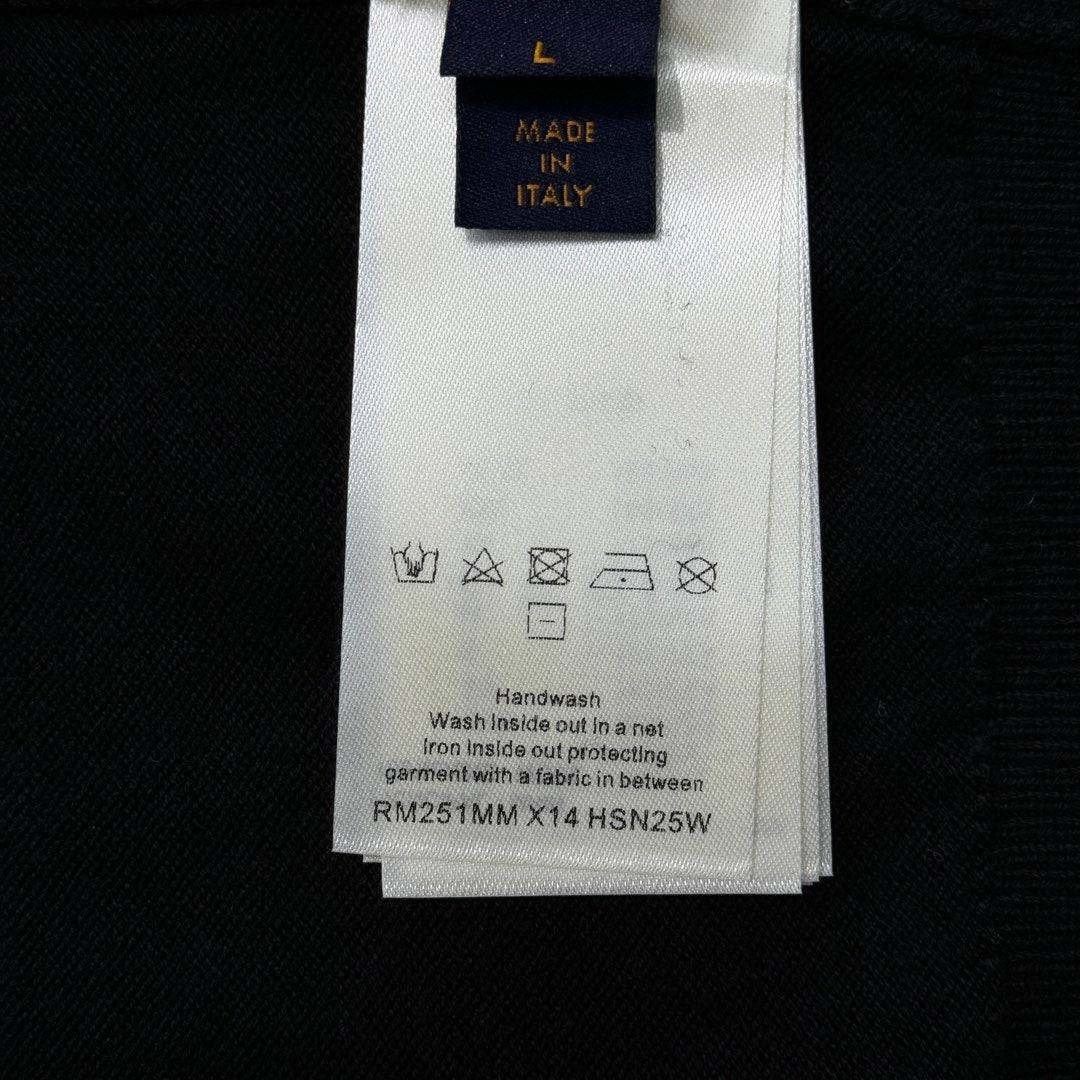 L
MADE
IN
ITALY
Handwash
Wash inside out in a net
Iron inside out protecting
garment with a fabric in between
RM251MM X14 HSN25W